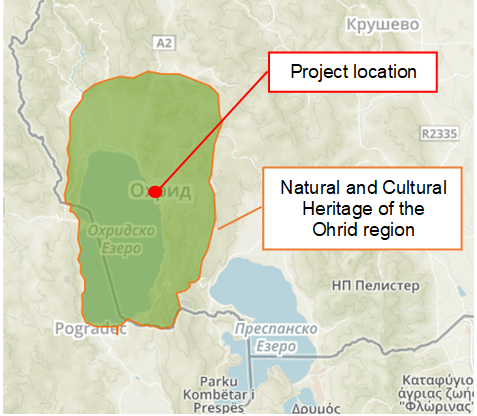 Крушево
A2
Project location
R2335
Охрид
Natural and Cultural
Heritage of the
Ohrid region
Охридско
Езеро
НП Пелистер
Pogradec
Преспанско
Езеро
Parku
Kombëtar i
Prespës
Δρυμός
Καταφύγιο
άγριας ζωής
"Φλώρινας"